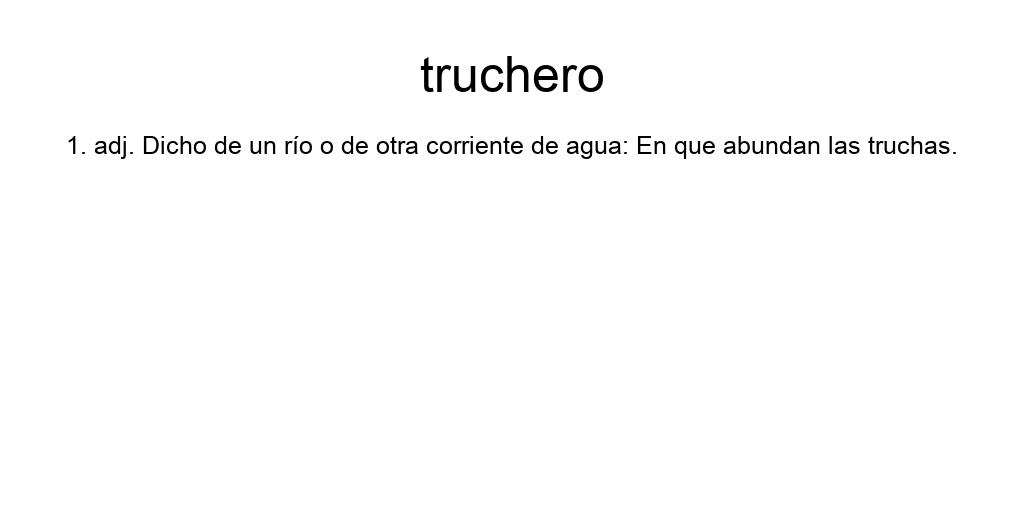 truchero
1. adj. Dicho de un río o de otra corriente de agua: En que abundan las truchas.